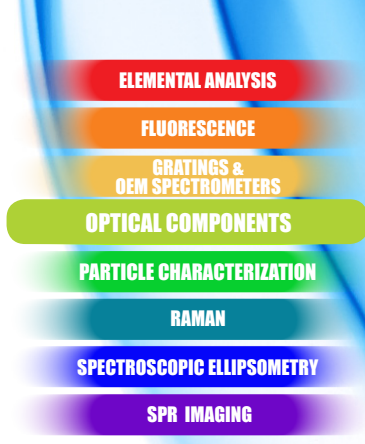 ELEMENTAL ANALYSIS
FLUORESCENCE
GRATINGS &
OEM SPECTROMETERS
OPTICAL COMPONENTS
PARTICLE CHARACTERIZATION
RAMAN
SPECTROSCOPIC ELLIPSOMETRY
SPR IMAGING